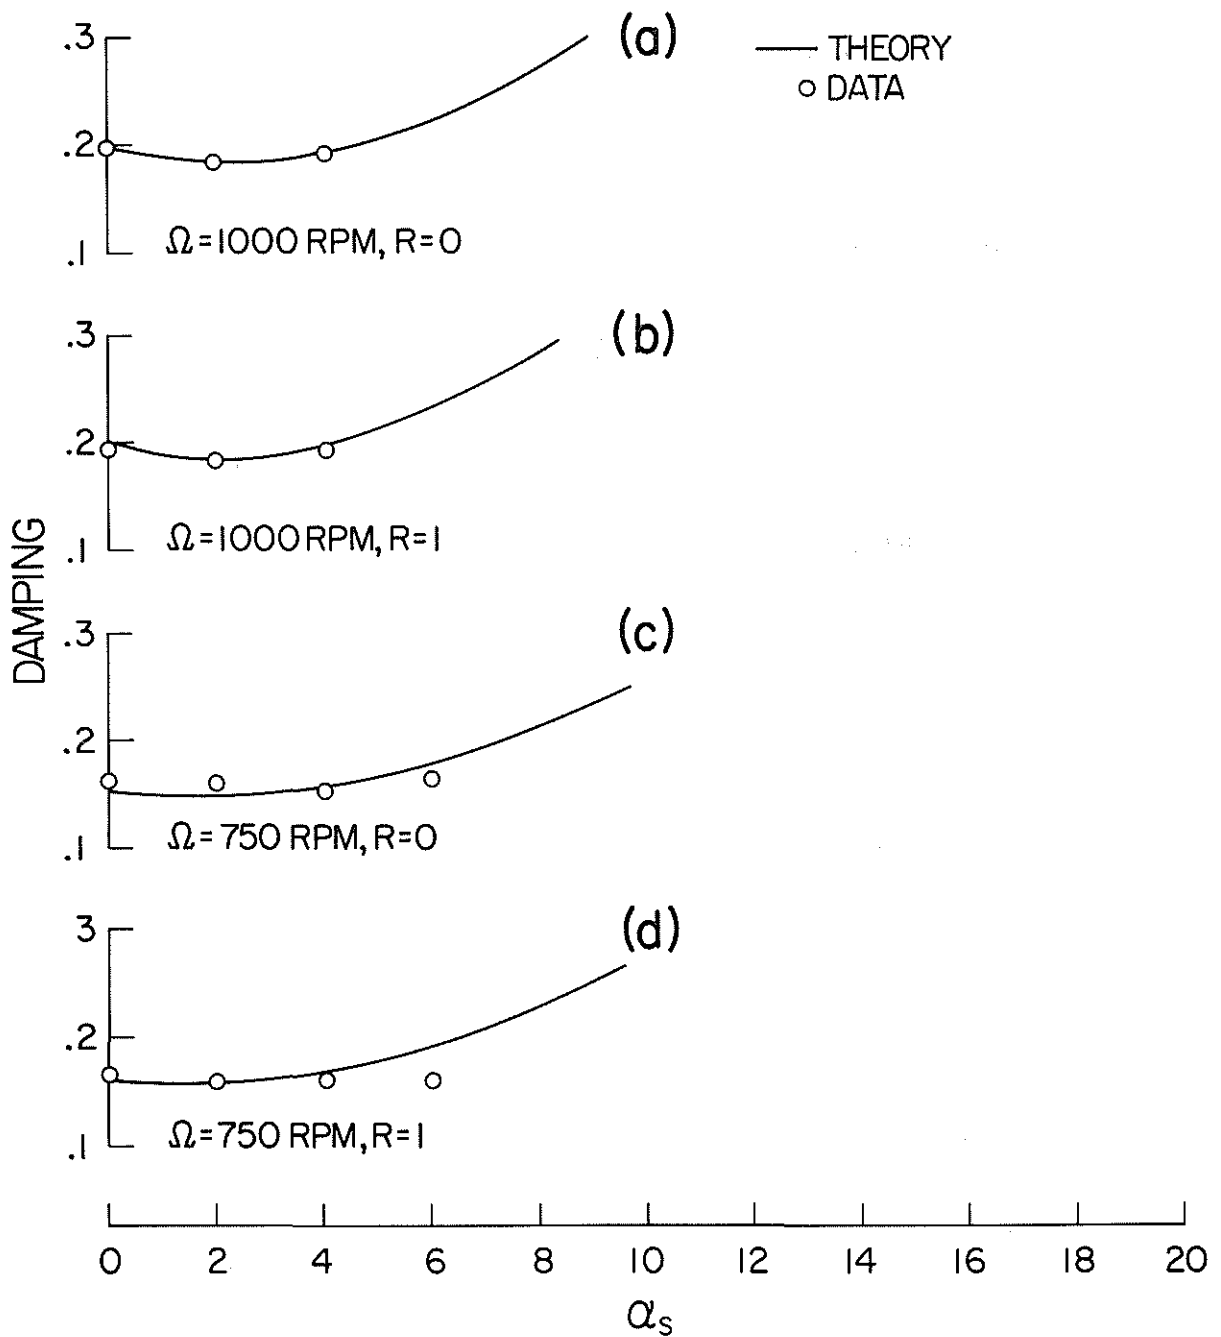 .3
(a)
THEORY
DATA
.2
Ω=1000 RPM, R=0
.1
.3
(b)
.2
Ω=1000 RPM, R=1
.1
DAMPING
.3
(c)
.2
Ω=750 RPM, R=0
.1
3
(d)
.2
Ω=750 RPM, R=1
.1
0 2 4 6 8 10 12 14 16 18 20
αs